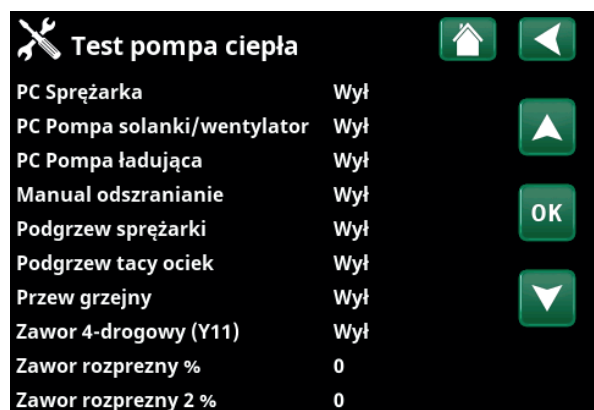 Test pompa ciepła
PC Sprężarka Wył
PC Pompa solanki/wentylator Wył
PC Pompa ładująca Wył
Manual odszranianie Wył
Podgrzew sprężarki Wył
OK
Podgrzew tacy ociek Wył
Przew grzejny Wył
Zawor 4-drogowy (Y11) Wył
Zawor rozprezny % 0
Zawor rozprezny 2 % 0